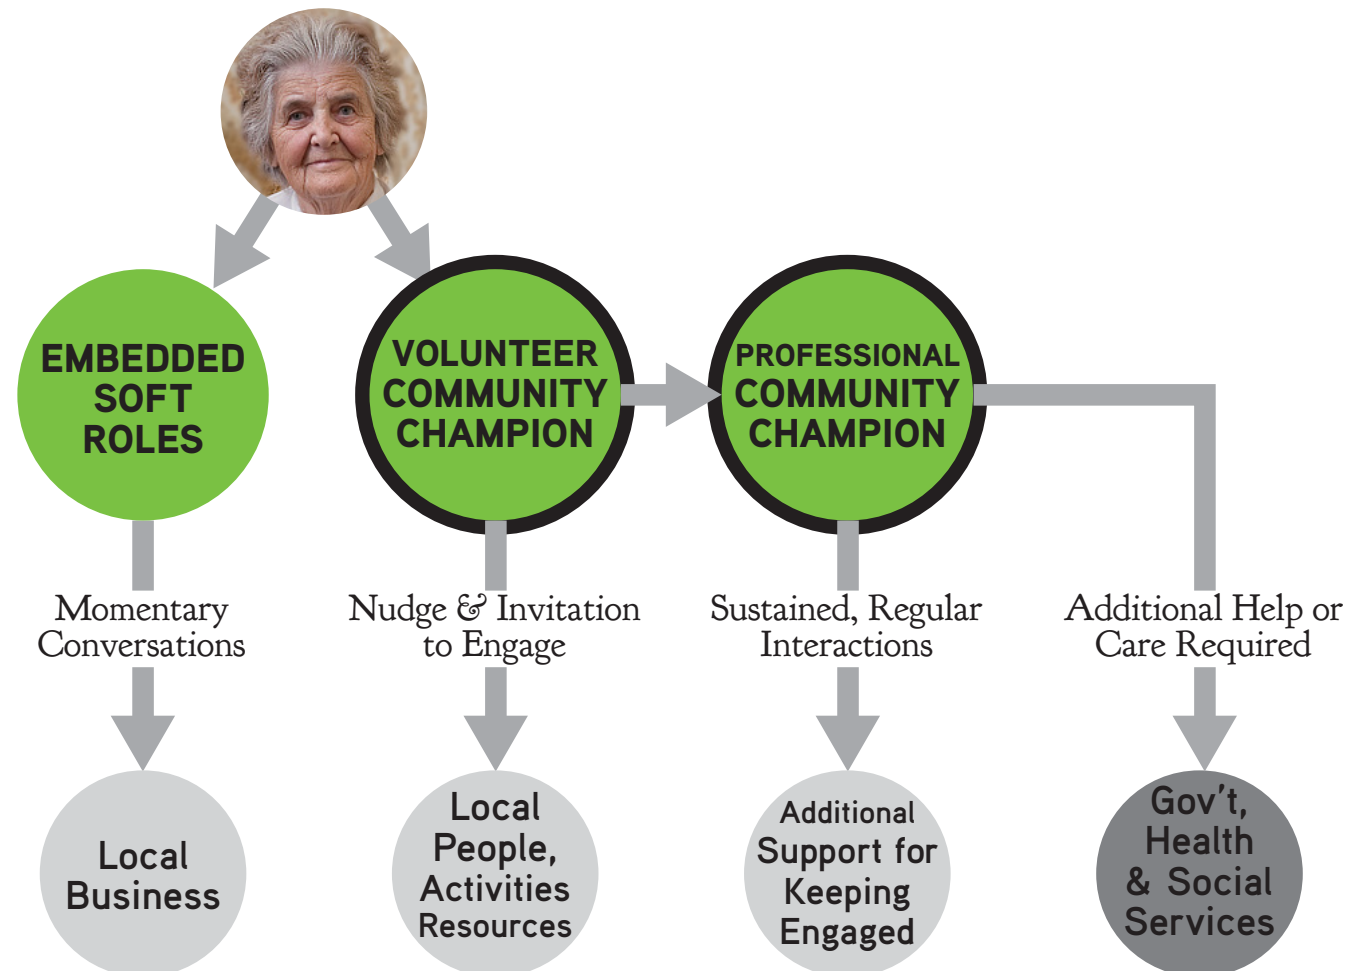 EMBEDDED
SOFT
ROLES
VOLUNTEER
COMMUNITY
CHAMPION
PROFESSIONAL
COMMUNITY
CHAMPION
Momentary
Conversations
Nudge & Invitation
to Engage
Sustained, Regular
Interactions
Additional Help or
Care Required
Local
Business
Local
People,
Activities
Resources
Additional
Support for
Keeping
Engaged
Gov't,
Health
& Social
Services